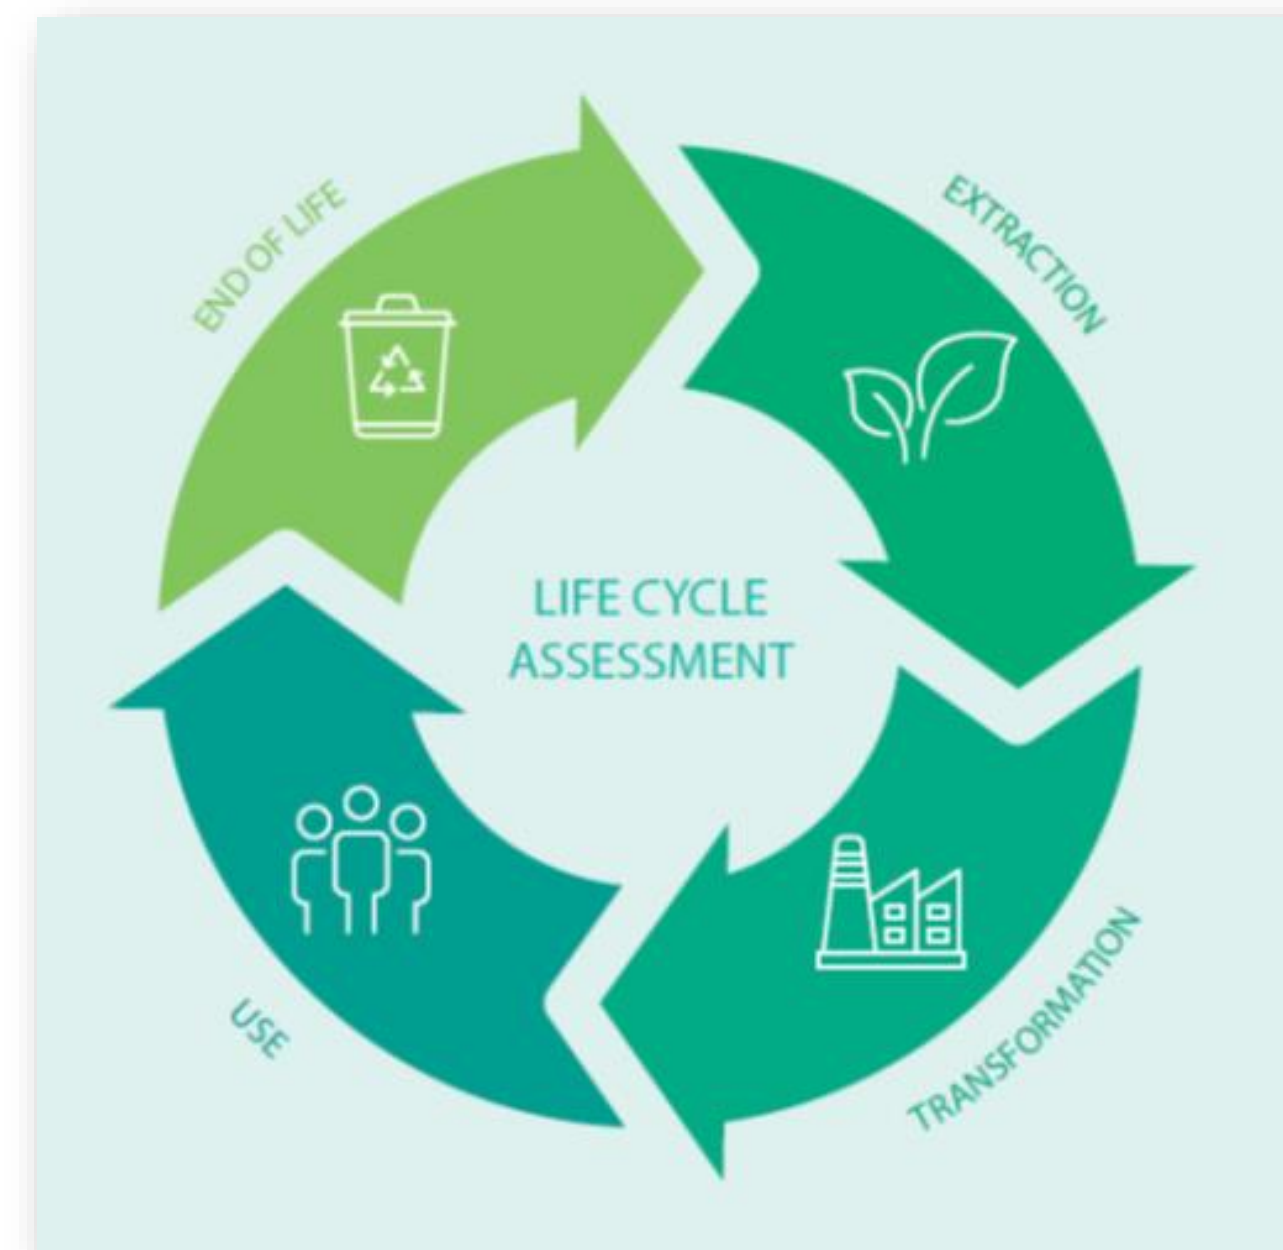 END OF LIFE
EXTRACTION
LIFE CYCLE
ASSESSMENT
USE
TRANSFORMATION